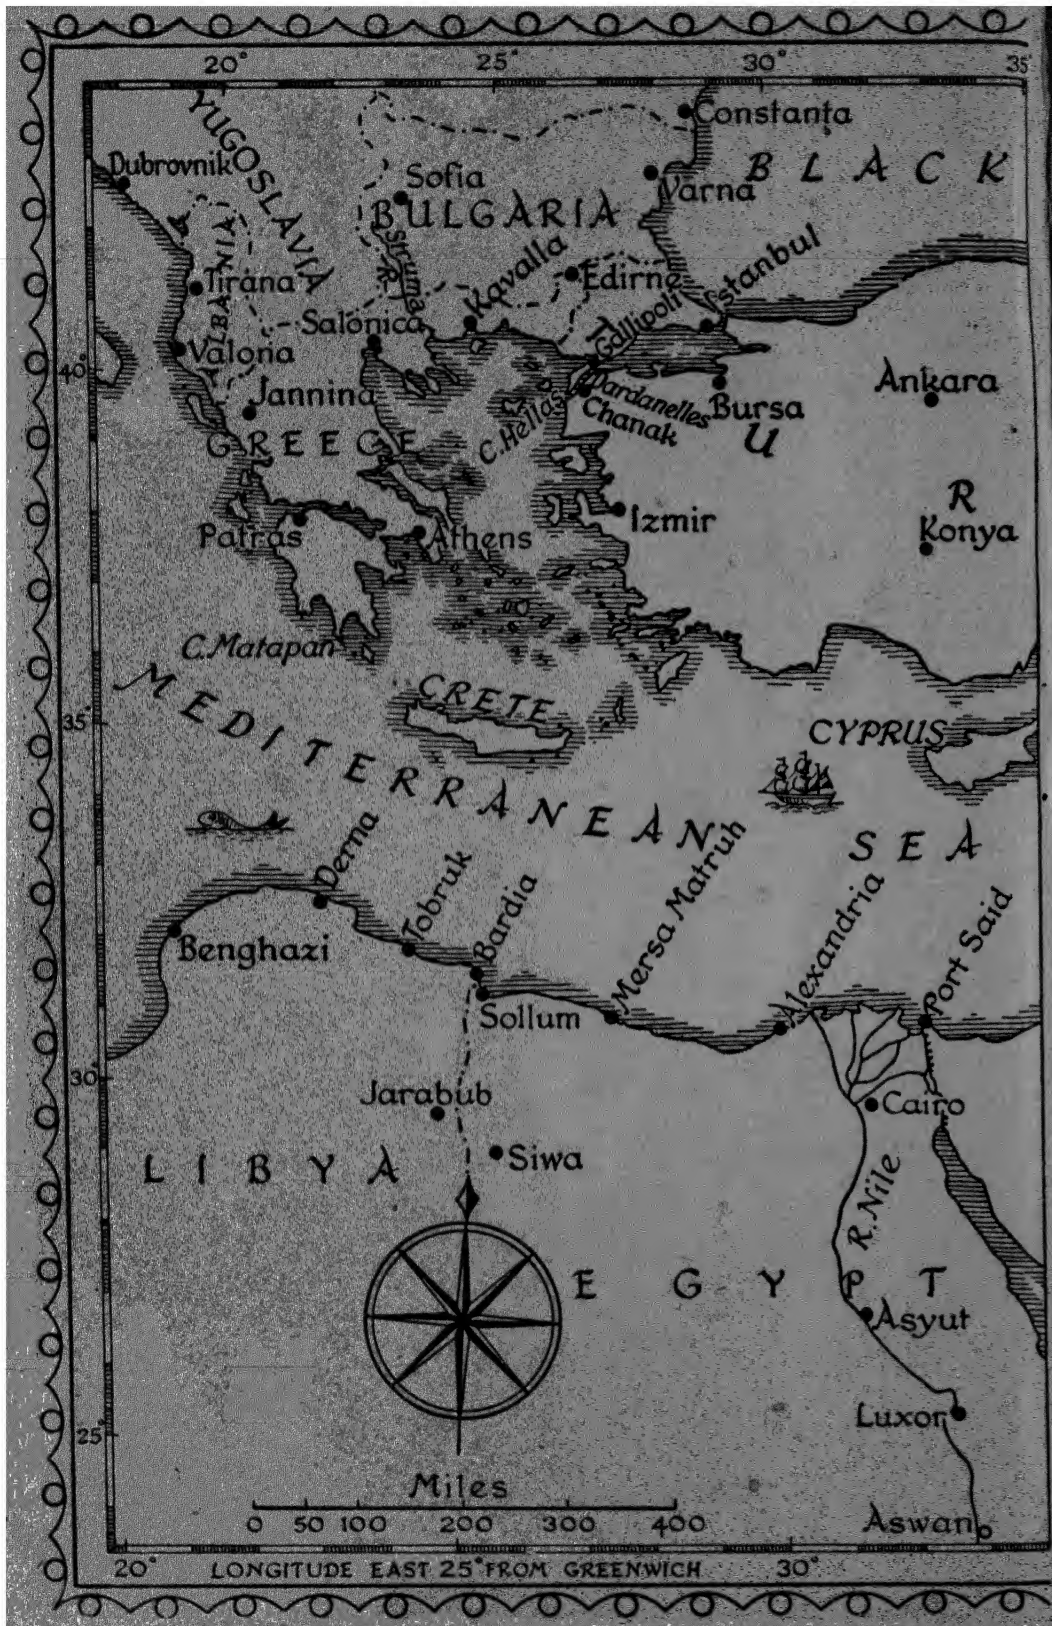 20° 25° 30° 35
YUGOSLAVIA
Constanta
Dubrovnik
Sofia
BLACK
Varna
BULGARIA
ALBANIA
Struma
R.
Kavalla
Edirne
Istanbul
Tirana
Gallipoli
Salonica
Valona
40°
Jannina
Dardanelles
Chanak
C. Hellas
Bursa
Ankara
U
GREECE
R
Izmir
Konya
Patras
Athens
C. Matapan
CRETE
35°
CYPRUS
MEDITERRANEAN
SEA
Derna
Tobruk
Bardia
Mersa Matruh
Alexandria
Port Said
Benghazi
Sollum
30°
Jarabub
Cairo
Siwa
LIBYA
R. Nile
EGYPT
Asyut
Luxor
25°
Miles
0 50 100 200 300 400
Aswan
20° LONGITUDE EAST 25° FROM GREENWICH 30°